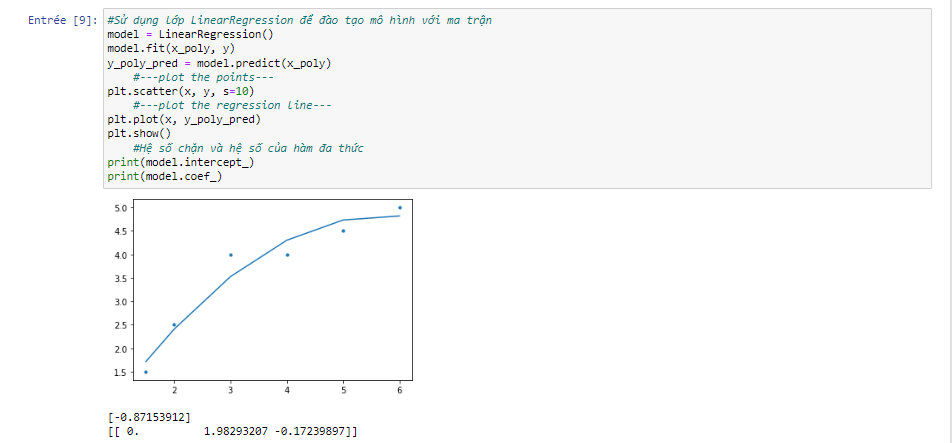 Entrée [9]: #Sử dụng lớp LinearRegression để đào tạo mô hình với ma trận
model = LinearRegression()
model.fit(x_poly, y)
y_poly_pred = model.predict(x_poly)
#---plot the points---
plt.scatter(x, y, s=10)
#---plot the regression line---
plt.plot(x, y_poly_pred)
plt.show()
#Hệ số chặn và hệ số của hàm đa thức
print(model.intercept_)
print(model.coef_)
5.0
4.5
4.0
3.5
3.0
2.5
2.0
1.5
2 3 4 5 6
[-0.87153912]
[[ 0. 1.98293207 -0.17239897]]